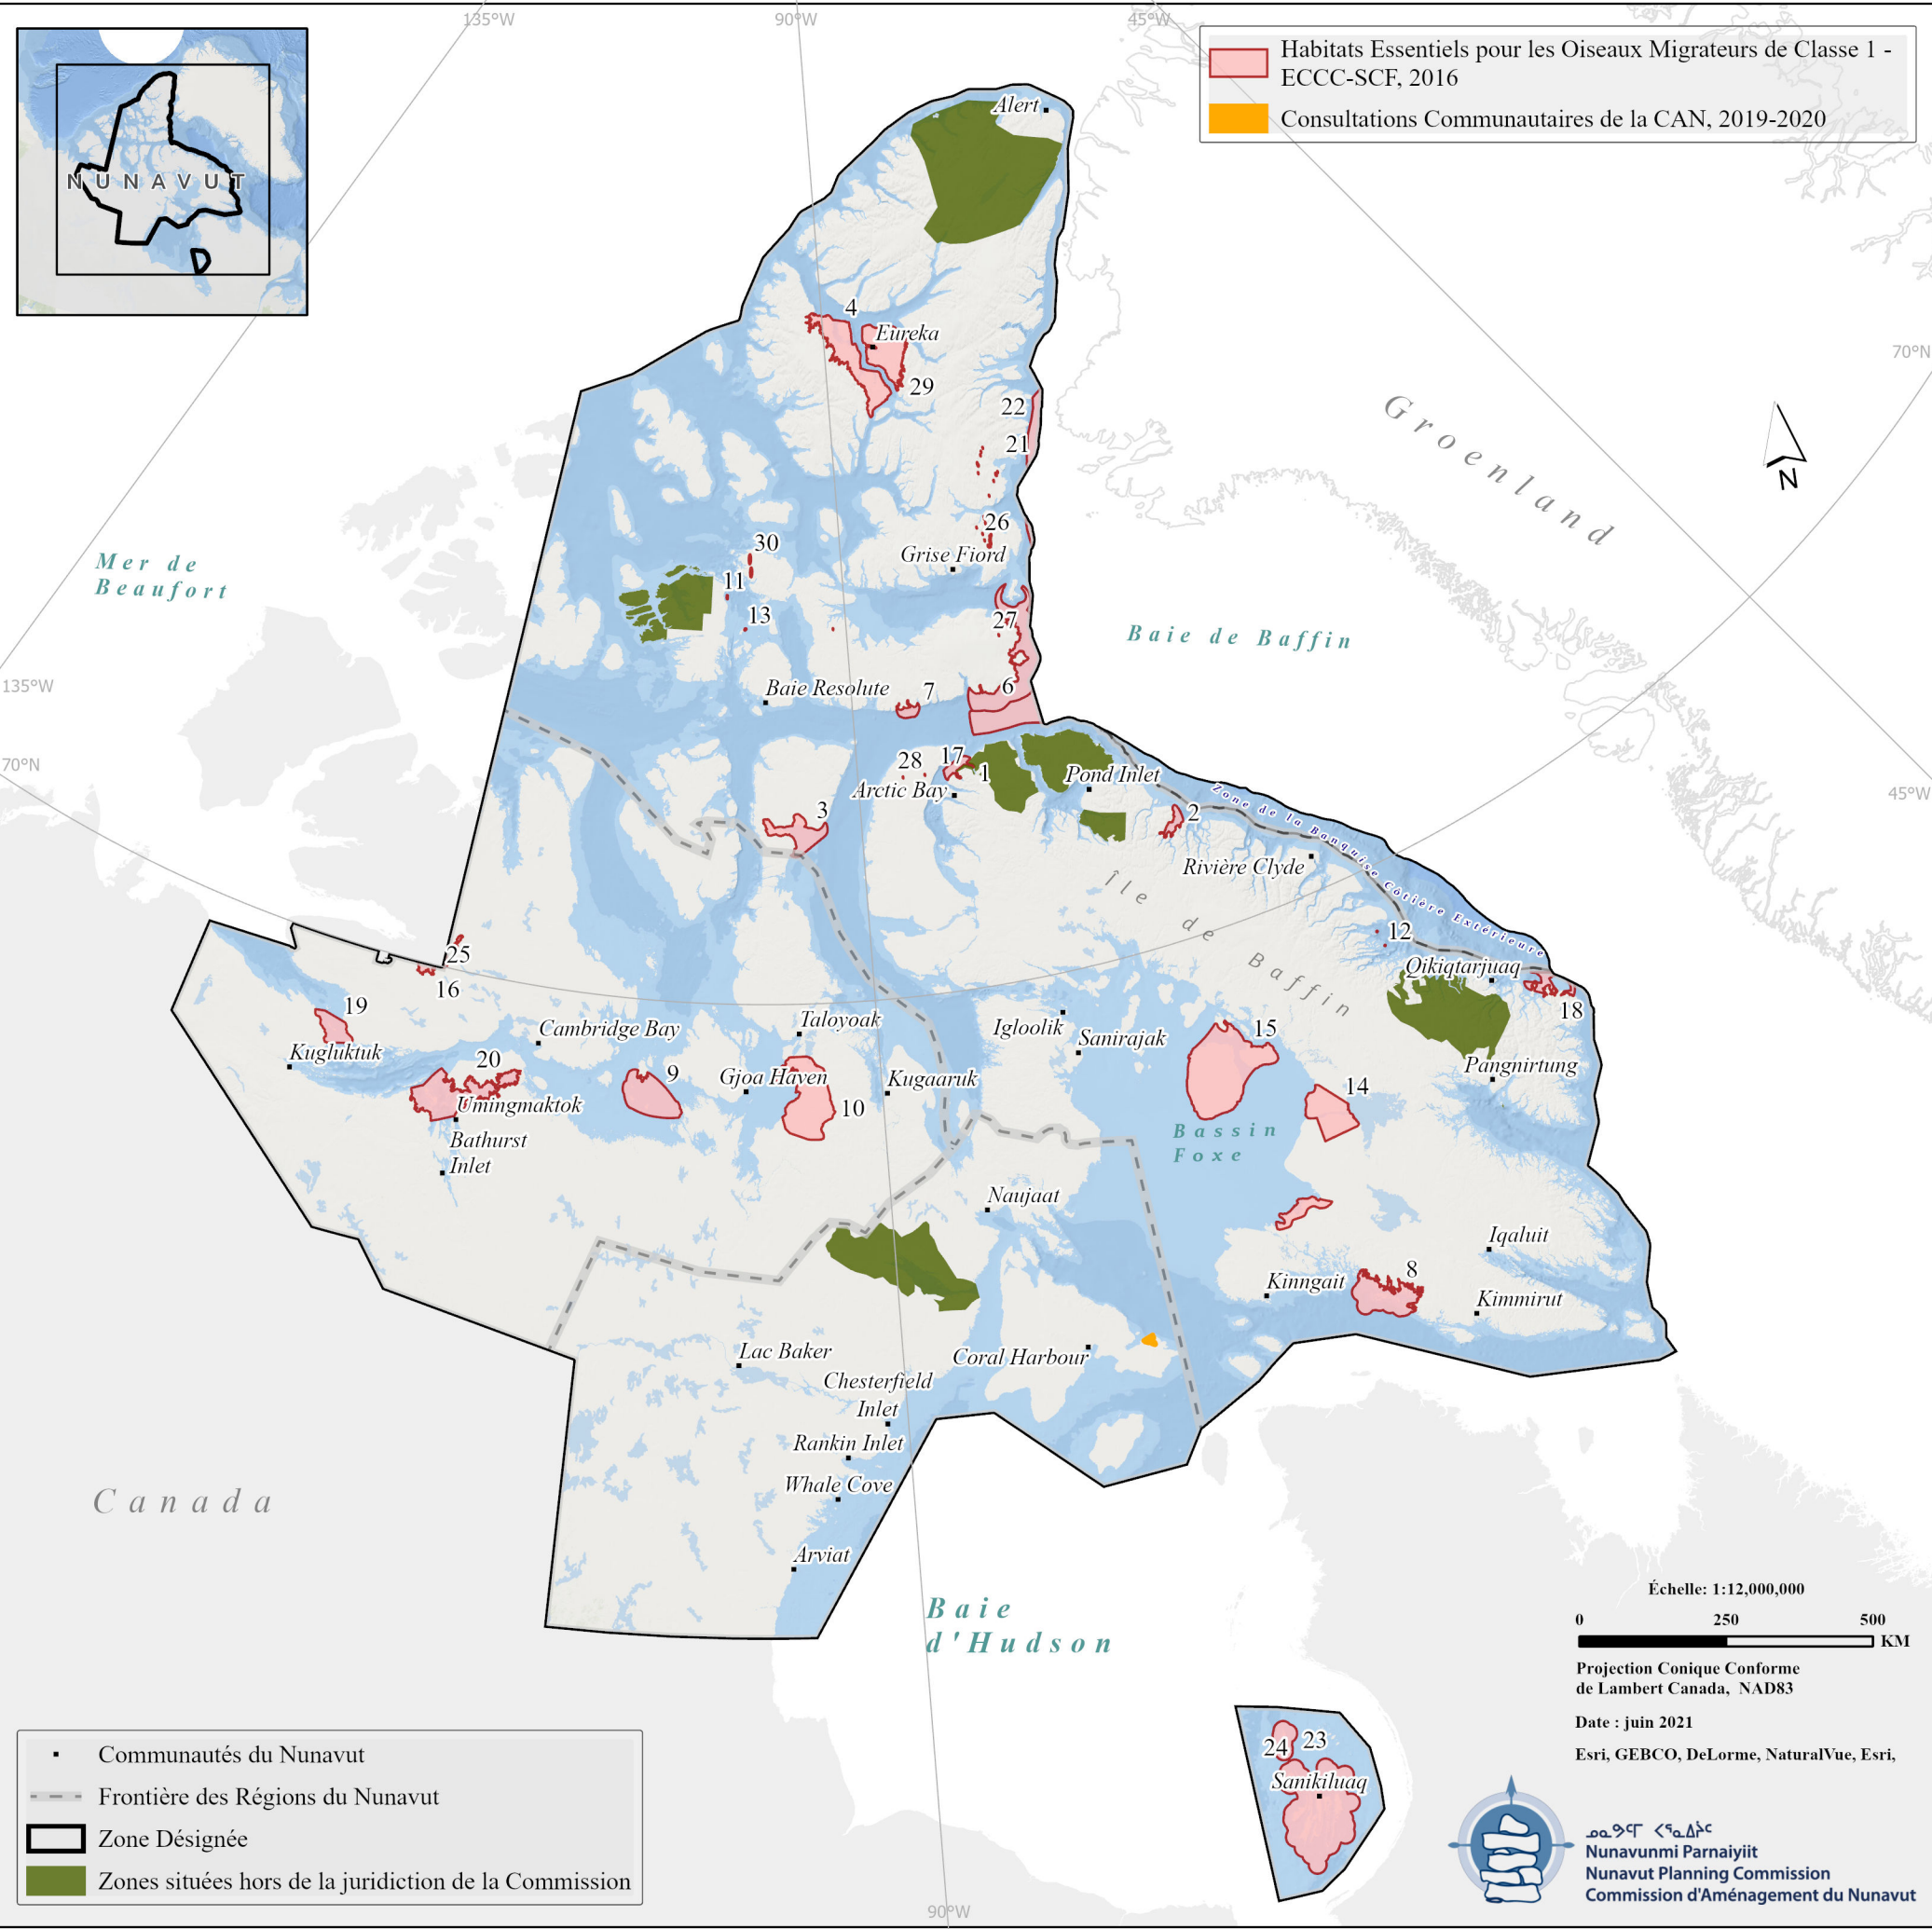 135°W
90°W
45°W
NUNAVUT
Habitats Essentiels pour les Oiseaux Migrateurs de Classe 1 -
ECCC-SCF, 2016
Consultations Communautaires de la CAN, 2019-2020
Alert
4
Eureka
29
22
21
70°N
Groenland
N
Mer de
Beaufort
26
Grise Fiord
30
11
13
27
Baie de Baffin
135°W
Baie Resolute
7
6
70°N
28
17
1
Arctic Bay
Pond Inlet
45°W
Zone de la Banquise Côtière Extérieure
3
2
Rivière Clyde
Île de Baffin
12
25
16
Qikiqtarjuaq
18
19
Kugluktuk
Cambridge Bay
Taloyoak
Igloolik
Sanirajak
15
Pangnirtung
20
9
Gjoa Haven
Kugaaruk
14
10
Umingmaktok
Bathurst
Inlet
Bassin
Foxe
Naujaat
Iqaluit
Kinngait
8
Kimmirut
Lac Baker
Coral Harbour
Chesterfield
Inlet
Rankin Inlet
Whale Cove
Canada
Arviat
Baie
d'Hudson
Échelle: 1:12,000,000
0 250 500
KM
Projection Conique Conforme
de Lambert Canada, NAD83
Date : juin 2021
Esri, GEBCO, DeLorme, NaturalVue, Esri,
24
23
Sanikiluaq
Communautés du Nunavut
Frontière des Régions du Nunavut
Zone Désignée
Zones situées hors de la juridiction de la Commission
90°W
ᓄᓇᕗᒻᒥ ᐸᕐᓇᐃᔨᑦ
Nunavunmi Parnaiyiit
Nunavut Planning Commission
Commission d'Aménagement du Nunavut